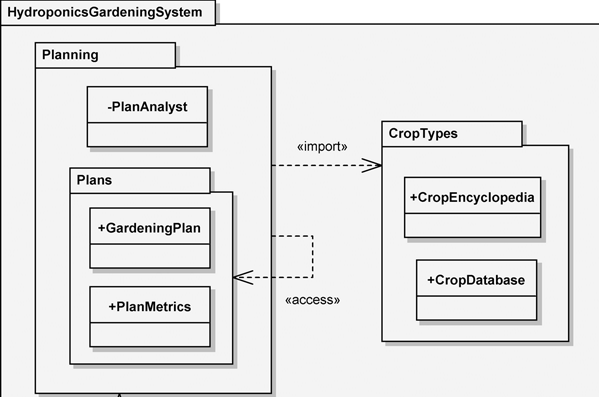 HydroponicsGardeningSystem
Planning
-PlanAnalyst
«import»
CropTypes
Plans
+CropEncyclopedia
+GardeningPlan
+CropDatabase
«access»
+PlanMetrics